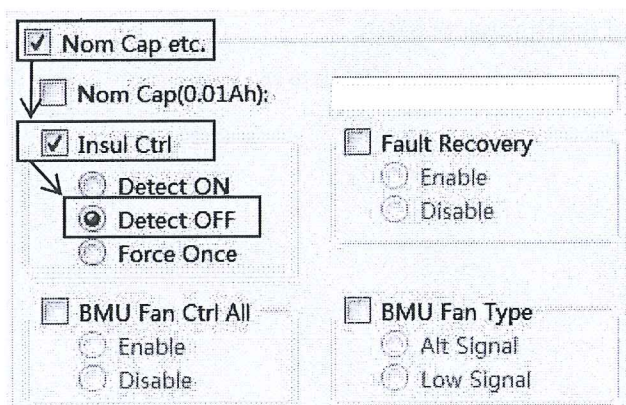 Nom Cap etc.
Nom Cap(0.01Ah):
Insul Ctrl
Detect ON
Detect OFF
Force Once
Fault Recovery
Enable
Disable
BMU Fan Ctrl All
Enable
Disable
BMU Fan Type
Alt Signal
Low Signal